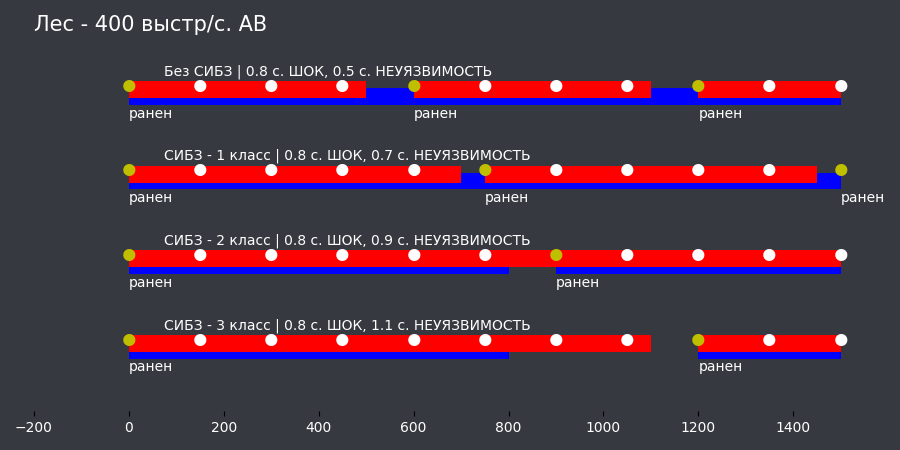 Лес - 400 выстр/с. АВ
Без СИБЗ | 0.8 с. ШОК, 0.5 с. НЕУЯЗВИМОСТЬ
ранен ранен ранен
СИБЗ - 1 класс | 0.8 с. ШОК, 0.7 с. НЕУЯЗВИМОСТЬ
ранен ранен ранен
СИБЗ - 2 класс | 0.8 с. ШОК, 0.9 с. НЕУЯЗВИМОСТЬ
ранен ранен
СИБЗ - 3 класс | 0.8 с. ШОК, 1.1 с. НЕУЯЗВИМОСТЬ
ранен ранен
−200 0 200 400 600 800 1000 1200 1400